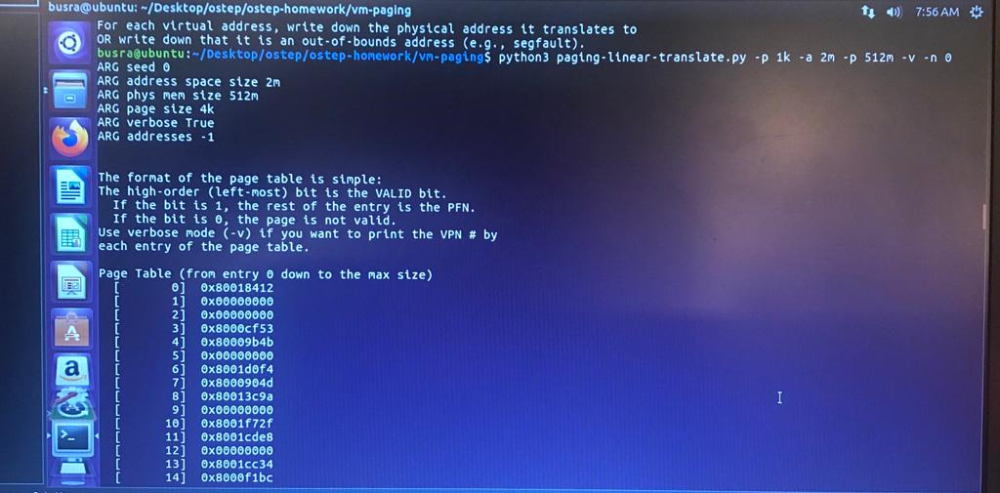 busra@ubuntu: ~/Desktop/ostep/ostep-homework/vm-paging
7:56 AM
For each virtual address, write down the physical address it translates to
OR write down that it is an out-of-bounds address (e.g., segfault).
busra@ubuntu:~/Desktop/ostep/ostep-homework/vm-paging$ python3 paging-linear-translate.py -p 1k -a 2m -p 512m -v -n 0
ARG seed 0
ARG address space size 2m
ARG phys mem size 512m
ARG page size 4k
ARG verbose True
ARG addresses -1
The format of the page table is simple:
The high-order (left-most) bit is the VALID bit.
If the bit is 1, the rest of the entry is the PFN.
If the bit is 0, the page is not valid.
Use verbose mode (-v) if you want to print the VPN # by
each entry of the page table.
Page Table (from entry 0 down to the max size)
[ 0] 0x80018412
[ 1] 0x00000000
[ 2] 0x00000000
[ 3] 0x8000cf53
[ 4] 0x80009b4b
[ 5] 0x00000000
[ 6] 0x8001d0f4
[ 7] 0x8000904d
[ 8] 0x80013c9a
[ 9] 0x00000000
[ 10] 0x8001f72f
[ 11] 0x8001cde8
[ 12] 0x00000000
[ 13] 0x8001cc34
[ 14] 0x8000f1bc